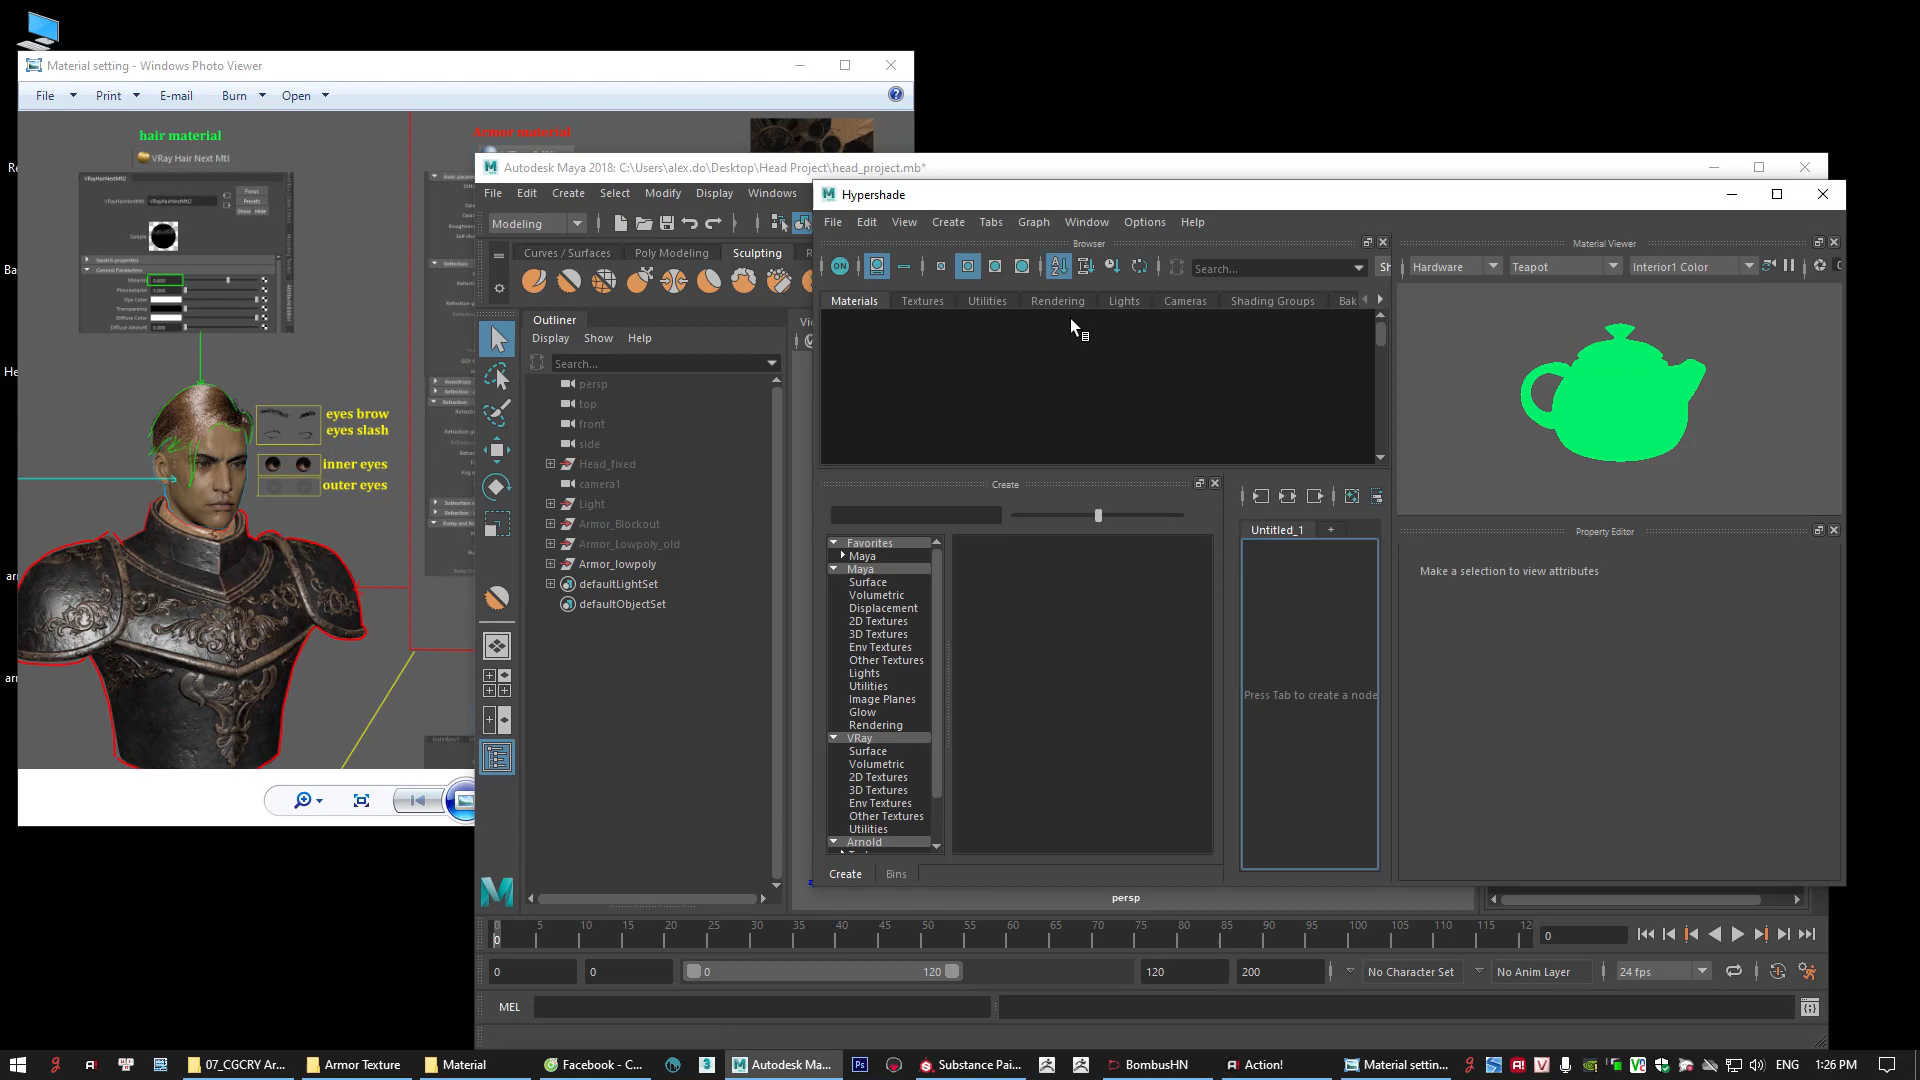 Material setting - Windows Photo Viewer
File
Print
E-mail
Burn
Open
hair material
VRay Hair Next Mtl
Armor material
eyes brow
eyes slash
inner eyes
outer eyes
Autodesk Maya 2018: C:\Users\alex.do\Desktop\Head Project\head_project.mb*
File Edit Create Select Modify Display Windows
Modeling
Curves / Surfaces Poly Modeling Sculpting
Outliner
Display Show Help
Search...
persp
top
front
side
Head_fixed
camera1
Light
Armor_Blockout
Armor_Lowpoly_old
Armor_lowpoly
defaultLightSet
defaultObjectSet
Hypershade
File Edit View Create Tabs Graph Window Options Help
Browser
ON
Search...
Sh
Materials Textures Utilities Rendering Lights Cameras Shading Groups Bak
Create
Favorites
Maya
Maya
Surface
Volumetric
Displacement
2D Textures
3D Textures
Env Textures
Other Textures
Lights
Utilities
Image Planes
Glow
Rendering
VRay
Surface
Volumetric
2D Textures
3D Textures
Env Textures
Other Textures
Utilities
Arnold
Create Bins
Untitled_1 +
Press Tab to create a node
Material Viewer
Hardware Teapot Interior1 Color
Property Editor
Make a selection to view attributes
persp
0 5 10 15 20 25 30 35 40 45 50 55 60 65 70 75 80 85 90 95 100 105 110 115 12
0
0
0 0 0 120 120 200 No Character Set No Anim Layer 24 fps
MEL
07_CGCRY Ar...
Armor Texture
Material
Facebook - C...
Autodesk Ma...
Substance Pai...
BombusHN
Action!
Material settin...
ENG
1:26 PM